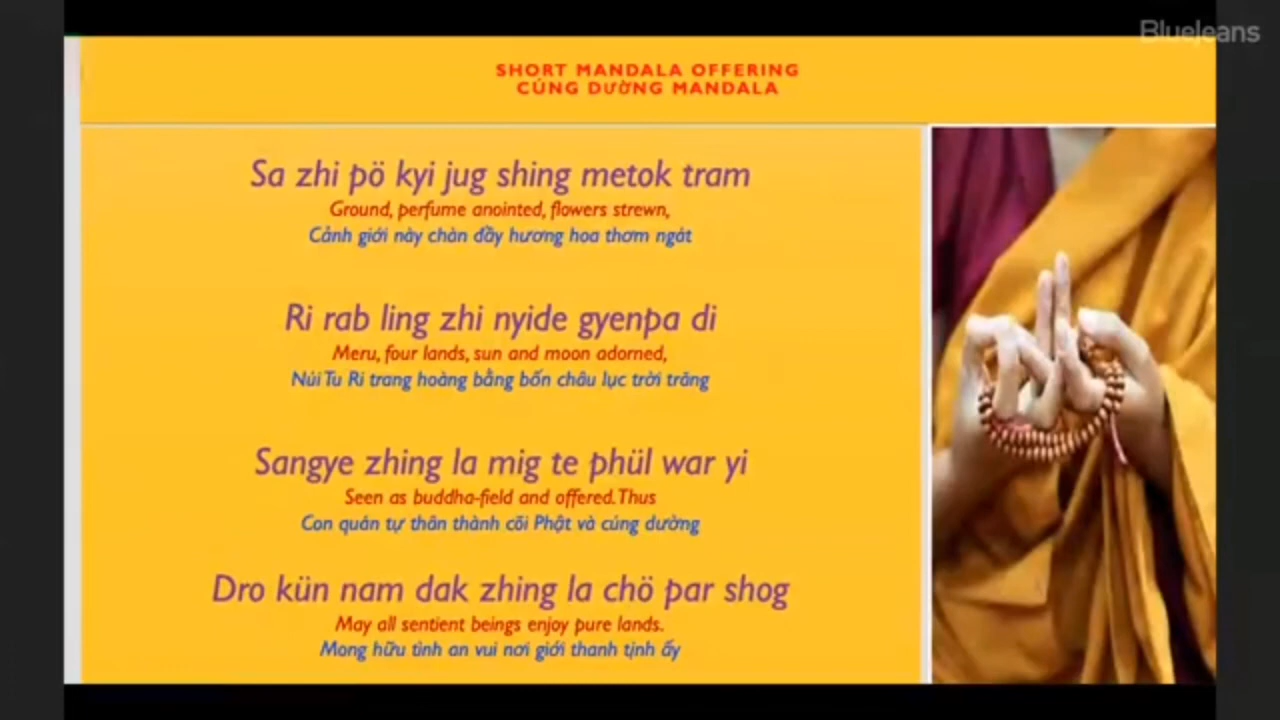 BlueJeans
SHORT MANDALA OFFERING
CÚNG DƯỜNG MANDALA
Sa zhi pö kyi jug shing metok tram
Ground, perfume anointed, flowers strewn,
Cảnh giới này chàn đầy hương hoa thơm ngát
Ri rab ling zhi nyide gyenpa di
Meru, four lands, sun and moon adorned,
Núi Tu Ri trang hoàng bằng bốn châu lục trời trăng
Sangye zhing la mig te phül war yi
Seen as buddha-field and offered. Thus
Con quán tự thân thành cõi Phật và cúng dường
Dro kün nam dak zhing la chö par shog
May all sentient beings enjoy pure lands.
Mong hữu tình an vui nơi giới thanh tịnh ấy